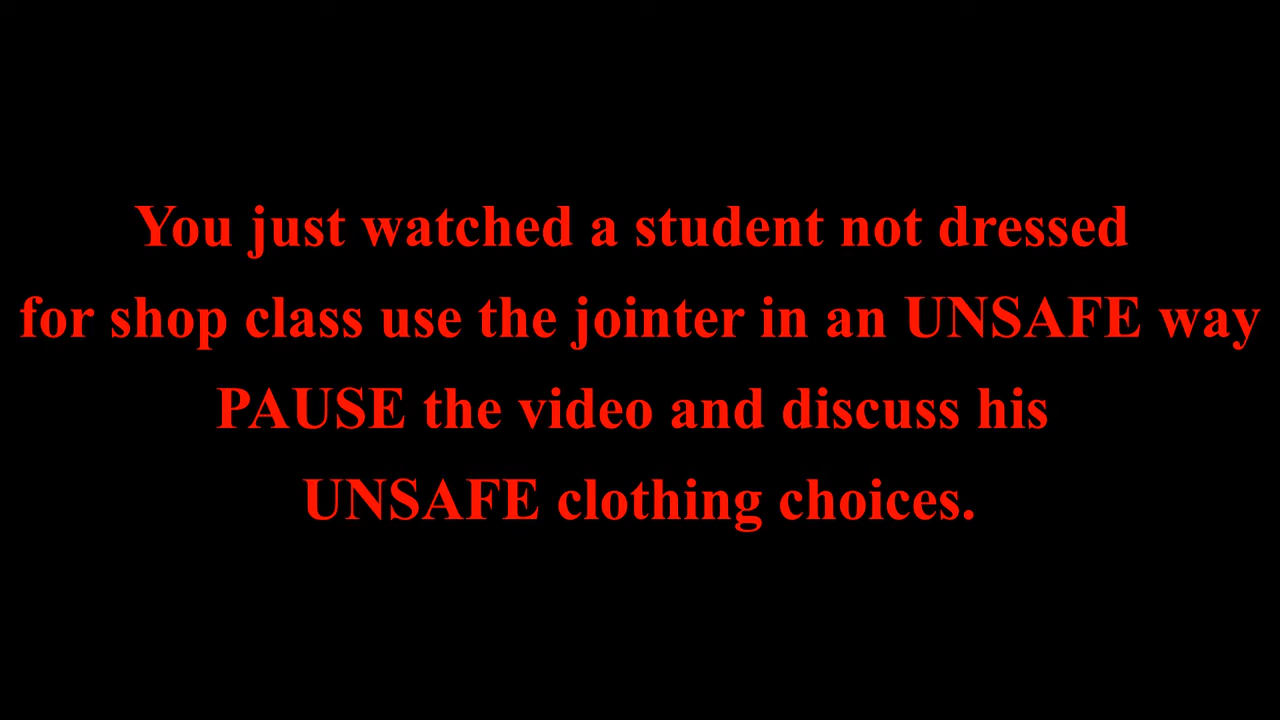 You just watched a student not dressed
for shop class use the jointer in an UNSAFE way
PAUSE the video and discuss his
UNSAFE clothing choices.